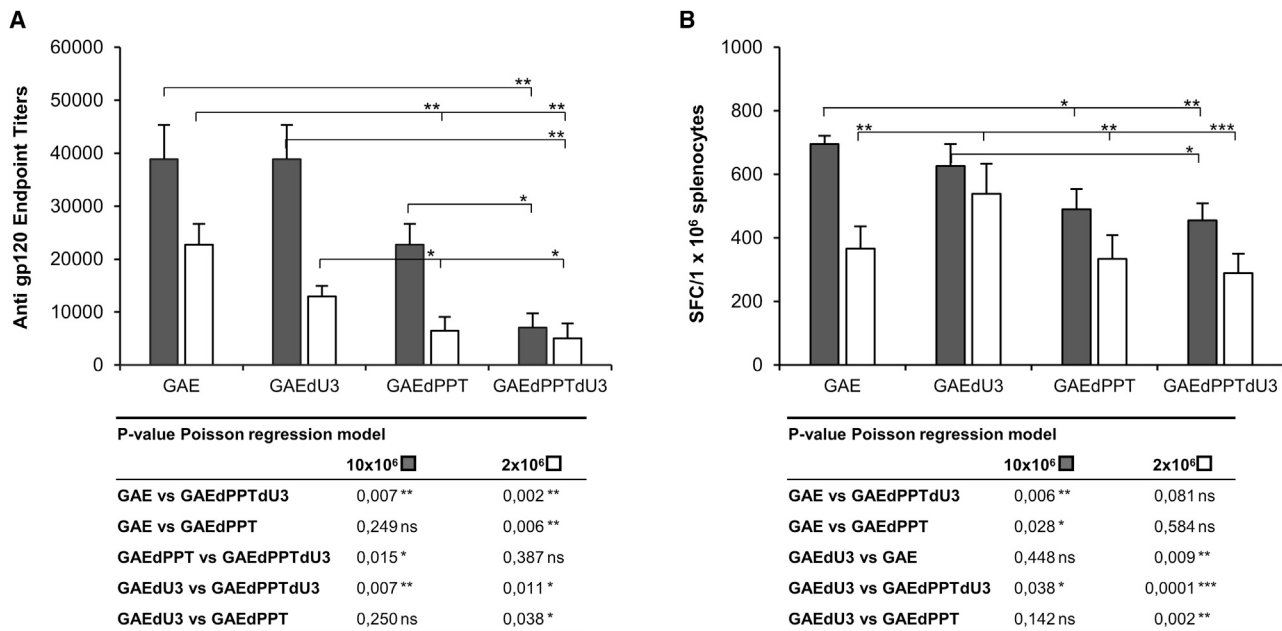 A
60000
50000
40000
30000
20000
10000
0
Anti gp120 Endpoint Titers
**
** **
**
*
* *
GAE GAEdU3 GAEdPPT GAEdPPTdU3
P-value Poisson regression model
10x10⁶ 2x10⁶
GAE vs GAEdPPTdU3 0,007 ** 0,002 **
GAE vs GAEdPPT 0,249 ns 0,006 **
GAEdPPT vs GAEdPPTdU3 0,015 * 0,387 ns
GAEdU3 vs GAEdPPTdU3 0,007 ** 0,011 *
GAEdU3 vs GAEdPPT 0,250 ns 0,038 *
B
1000
800
600
400
200
0
SFC/1 x 10⁶ splenocytes
* **
** ** ***
*
GAE GAEdU3 GAEdPPT GAEdPPTdU3
P-value Poisson regression model
10x10⁶ 2x10⁶
GAE vs GAEdPPTdU3 0,006 ** 0,081 ns
GAE vs GAEdPPT 0,028 * 0,584 ns
GAEdU3 vs GAE 0,448 ns 0,009 **
GAEdU3 vs GAEdPPTdU3 0,038 * 0,0001 ***
GAEdU3 vs GAEdPPT 0,142 ns 0,002 **